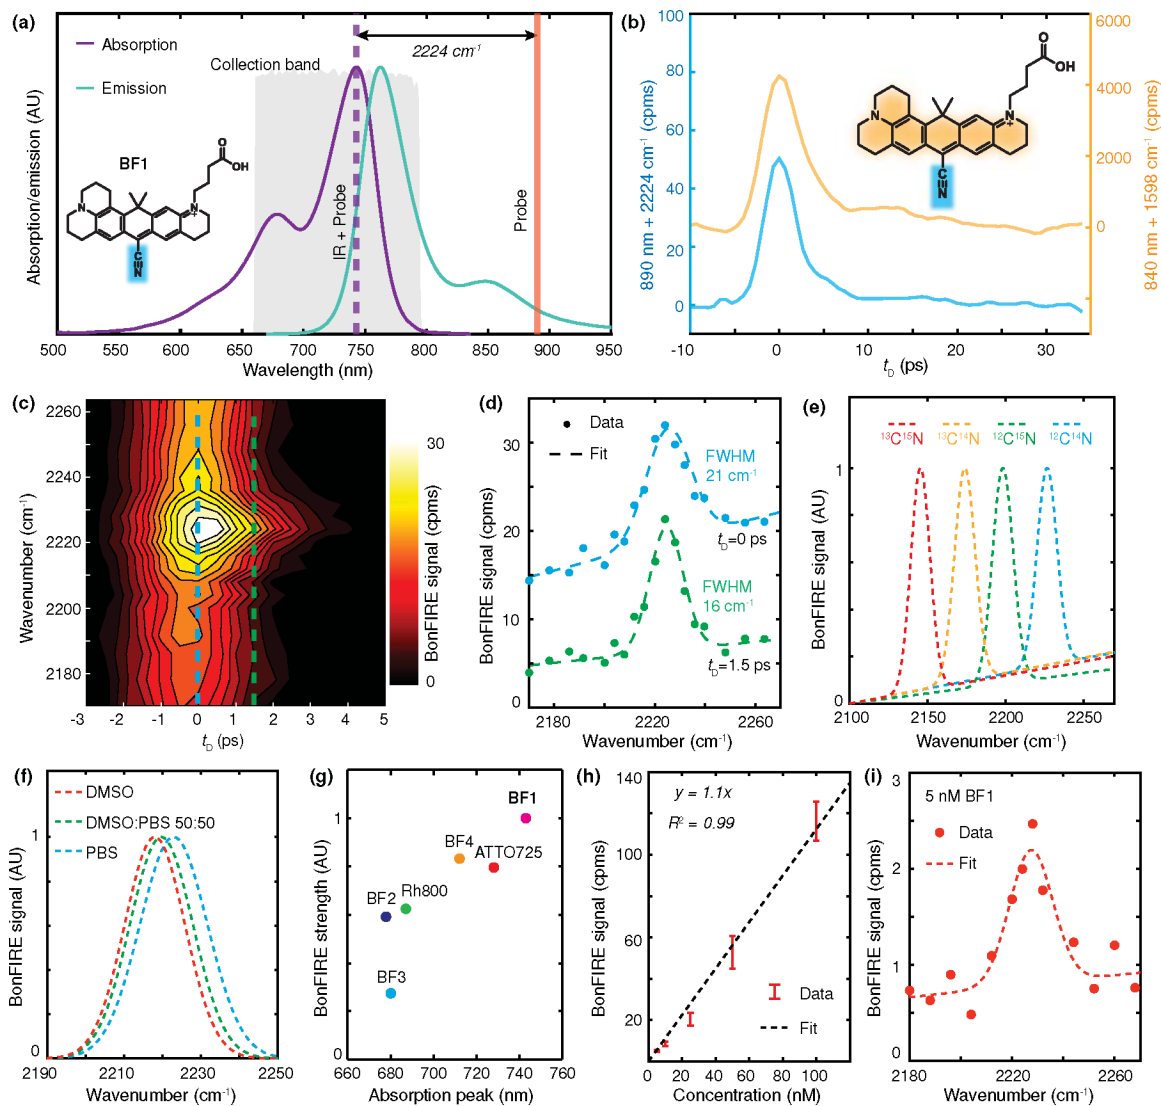 (a)
Absorption
Emission
2224 cm⁻¹
Collection band
BF1
O
OH
N
N
+
C
N
IR + Probe
Probe
Absorption/emission (AU)
500 550 600 650 700 750 800 850 900 950
Wavelength (nm)
(b)
100
80
60
40
20
0
890 nm + 2224 cm⁻¹ (cpms)
6000
4000
2000
0
840 nm + 1598 cm⁻¹ (cpms)
O
OH
N
N
+
C
N
-10 0 10 20 30
tD (ps)
(c)
2260
2240
2220
2200
2180
Wavenumber (cm⁻¹)
-3 -2 -1 0 1 2 3 4 5
tD (ps)
30
0
BonFIRE signal (cpms)
(d)
Data
Fit
FWHM
21 cm⁻¹
tD=0 ps
FWHM
16 cm⁻¹
tD=1.5 ps
30
20
10
0
BonFIRE signal (cpms)
2180 2220 2260
Wavenumber (cm⁻¹)
(e)
¹³C¹⁵N ¹³C¹⁴N ¹²C¹⁵N ¹²C¹⁴N
1
0
BonFIRE signal (AU)
2100 2150 2200 2250
Wavenumber (cm⁻¹)
(f)
DMSO
DMSO:PBS 50:50
PBS
1
0
BonFIRE signal (AU)
2190 2210 2230 2250
Wavenumber (cm⁻¹)
(g)
BF1
BF4
ATTO725
Rh800
BF2
BF3
1
0
BonFIRE strength (AU)
660 680 700 720 740 760
Absorption peak (nm)
(h)
y = 1.1x
R² = 0.99
Data
Fit
140
100
60
20
BonFIRE signal (cpms)
0 20 40 60 80 100
Concentration (nM)
(i)
5 nM BF1
Data
Fit
3
2
1
0
BonFIRE signal (cpms)
2180 2220 2260
Wavenumber (cm⁻¹)